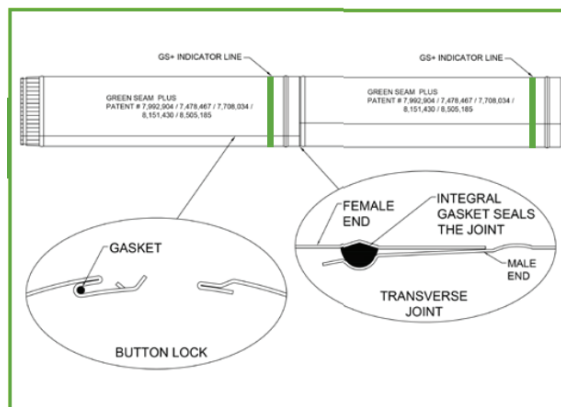 GS+ INDICATOR LINE
GS+ INDICATOR LINE
GREEN SEAM PLUS
PATENT # 7,992,904 / 7,478,467 / 7,708,034 /
8,151,430 / 8,505,185
GREEN SEAM PLUS
PATENT # 7,992,904 / 7,478,467 / 7,708,034 /
8,151,430 / 8,505,185
GASKET
BUTTON LOCK
FEMALE
END
INTEGRAL
GASKET SEALS
THE JOINT
MALE
END
TRANSVERSE
JOINT